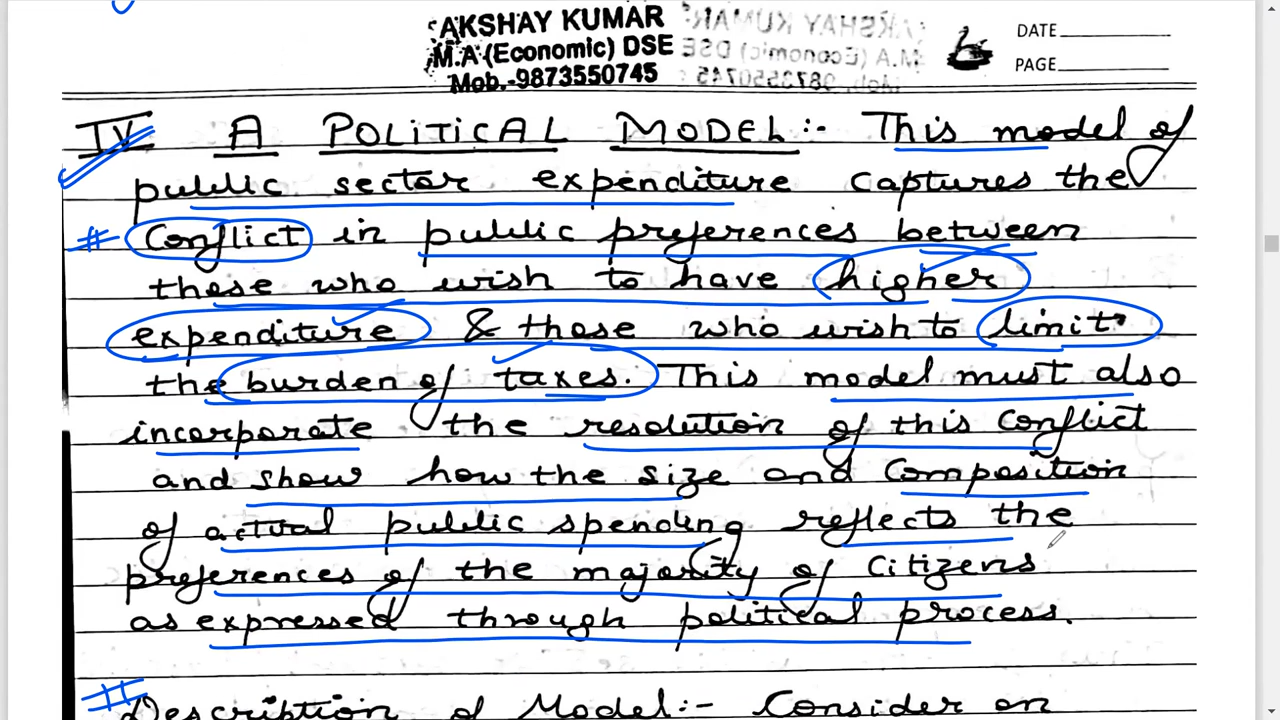 AKSHAY KUMAR
M.A (Economic) DSE
Mob.-9873550745
DATE
PAGE
IV A POLITICAL MODEL:- This model of
public sector expenditure captures the
# Conflict in public preferences between
those who wish to have higher
expenditure & those who wish to limit
the burden of taxes. This model must also
incorporate the resolution of this conflict
and show how the size and composition
of actual public spending reflects the
preferences of the majority of citizens
as expressed through political process.
# Description of Model:- Consider an